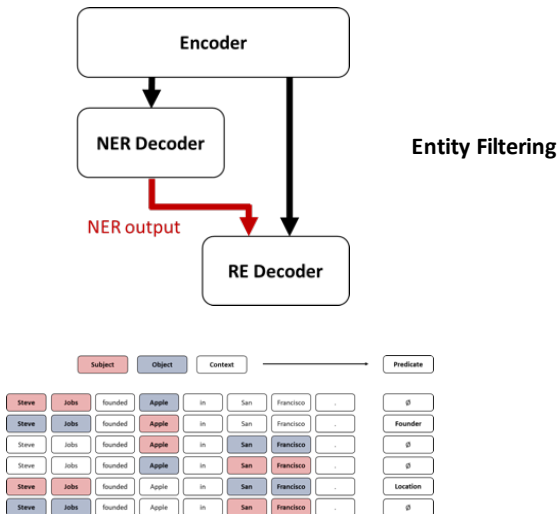 Encoder
NER Decoder
Entity Filtering
NER output
RE Decoder
Subject Object Context Predicate
Steve Jobs founded Apple in San Francisco . Ø
Steve Jobs founded Apple in San Francisco . Founder
Steve Jobs founded Apple in San Francisco . Ø
Steve Jobs founded Apple in San Francisco . Ø
Steve Jobs founded Apple in San Francisco . Location
Steve Jobs founded Apple in San Francisco . Ø